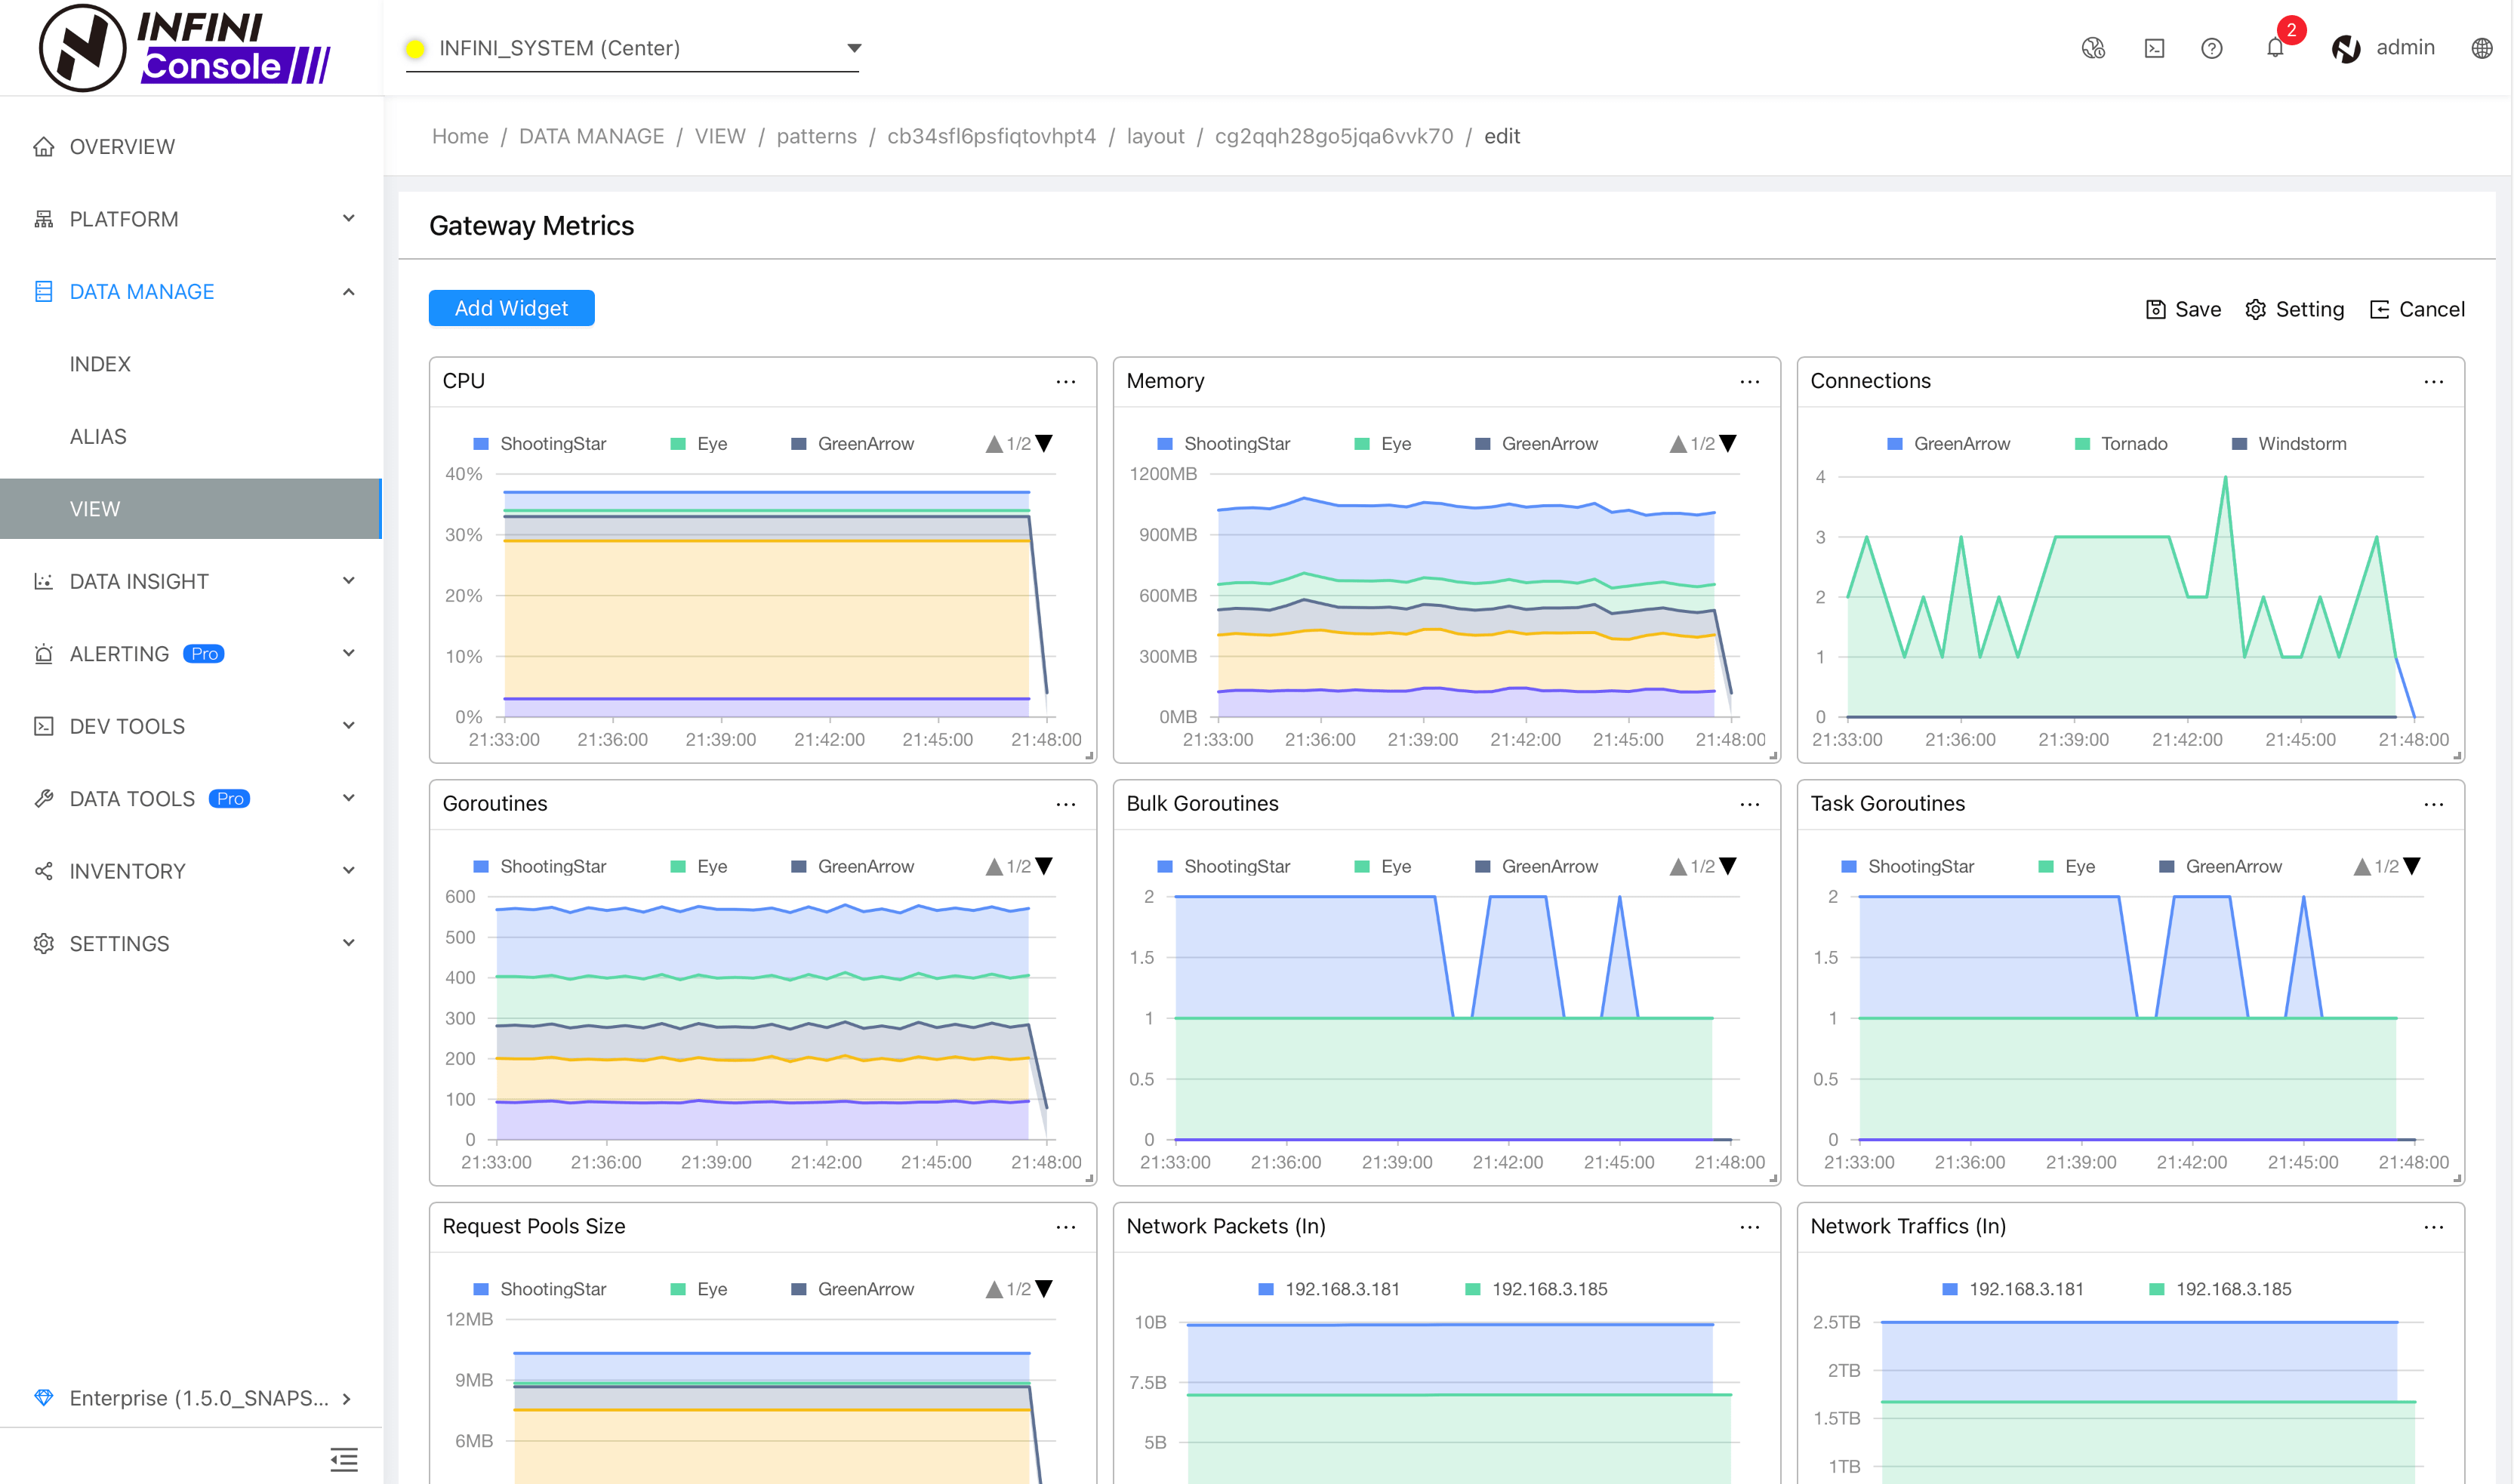 INFINI
Console
INFINI_SYSTEM (Center)
2
admin
OVERVIEW
PLATFORM
DATA MANAGE
INDEX
ALIAS
VIEW
DATA INSIGHT
ALERTING Pro
DEV TOOLS
DATA TOOLS Pro
INVENTORY
SETTINGS
Enterprise (1.5.0_SNAPS...
Home / DATA MANAGE / VIEW / patterns / cb34sfl6psfiqtovhpt4 / layout / cg2qqh28go5jqa6vvk70 / edit
Gateway Metrics
Add Widget
Save Setting Cancel
CPU
ShootingStar Eye GreenArrow 1/2
40%
30%
20%
10%
0%
21:33:00 21:36:00 21:39:00 21:42:00 21:45:00 21:48:00
Memory
ShootingStar Eye GreenArrow 1/2
1200MB
900MB
600MB
300MB
0MB
21:33:00 21:36:00 21:39:00 21:42:00 21:45:00 21:48:00
Connections
GreenArrow Tornado Windstorm
4
3
2
1
0
21:33:00 21:36:00 21:39:00 21:42:00 21:45:00 21:48:00
Goroutines
ShootingStar Eye GreenArrow 1/2
600
500
400
300
200
100
0
21:33:00 21:36:00 21:39:00 21:42:00 21:45:00 21:48:00
Bulk Goroutines
ShootingStar Eye GreenArrow 1/2
2
1.5
1
0.5
0
21:33:00 21:36:00 21:39:00 21:42:00 21:45:00 21:48:00
Task Goroutines
ShootingStar Eye GreenArrow 1/2
2
1.5
1
0.5
0
21:33:00 21:36:00 21:39:00 21:42:00 21:45:00 21:48:00
Request Pools Size
ShootingStar Eye GreenArrow 1/2
12MB
9MB
6MB
Network Packets (In)
192.168.3.181 192.168.3.185
10B
7.5B
5B
Network Traffics (In)
192.168.3.181 192.168.3.185
2.5TB
2TB
1.5TB
1TB